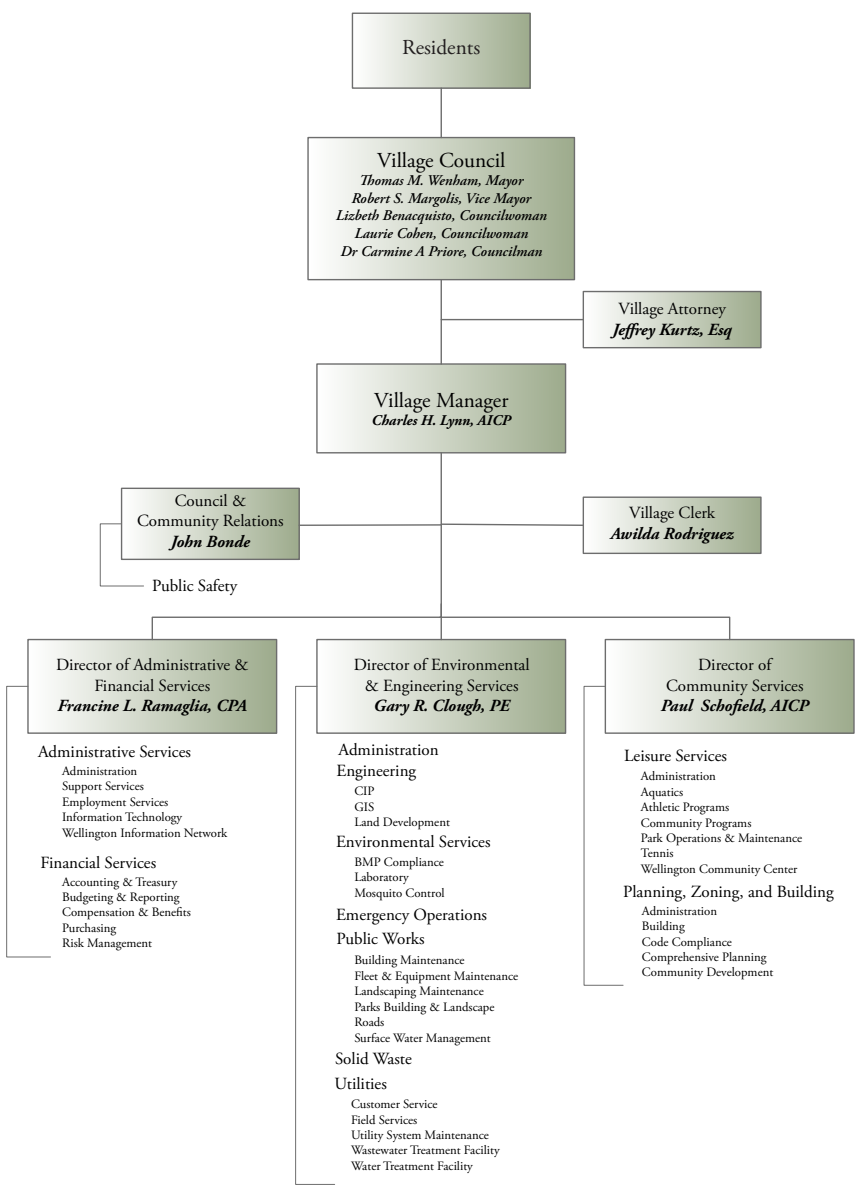 Residents
Village Council
Thomas M. Wenham, Mayor
Robert S. Margolis, Vice Mayor
Lizbeth Benacquisto, Councilwoman
Laurie Cohen, Councilwoman
Dr Carmine A Priore, Councilman
Village Attorney
Jeffrey Kurtz, Esq
Village Manager
Charles H. Lynn, AICP
Council &
Community Relations
John Bonde
Public Safety
Village Clerk
Awilda Rodriguez
Director of Administrative &
Financial Services
Francine L. Ramaglia, CPA
Administrative Services
Administration
Support Services
Employment Services
Information Technology
Wellington Information Network
Financial Services
Accounting & Treasury
Budgeting & Reporting
Compensation & Benefits
Purchasing
Risk Management
Director of Environmental
& Engineering Services
Gary R. Clough, PE
Administration
Engineering
CIP
GIS
Land Development
Environmental Services
BMP Compliance
Laboratory
Mosquito Control
Emergency Operations
Public Works
Building Maintenance
Fleet & Equipment Maintenance
Landscaping Maintenance
Parks Building & Landscape
Roads
Surface Water Management
Solid Waste
Utilities
Customer Service
Field Services
Utility System Maintenance
Wastewater Treatment Facility
Water Treatment Facility
Director of
Community Services
Paul Schofield, AICP
Leisure Services
Administration
Aquatics
Athletic Programs
Community Programs
Park Operations & Maintenance
Tennis
Wellington Community Center
Planning, Zoning, and Building
Administration
Building
Code Compliance
Comprehensive Planning
Community Development